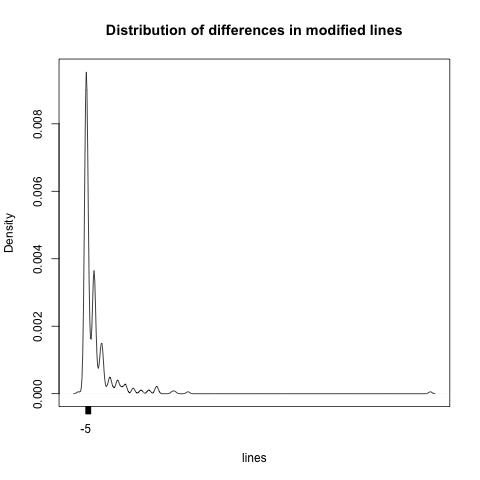 Distribution of differences in modified lines
Density
0.008
0.006
0.004
0.002
0.000
-5
lines